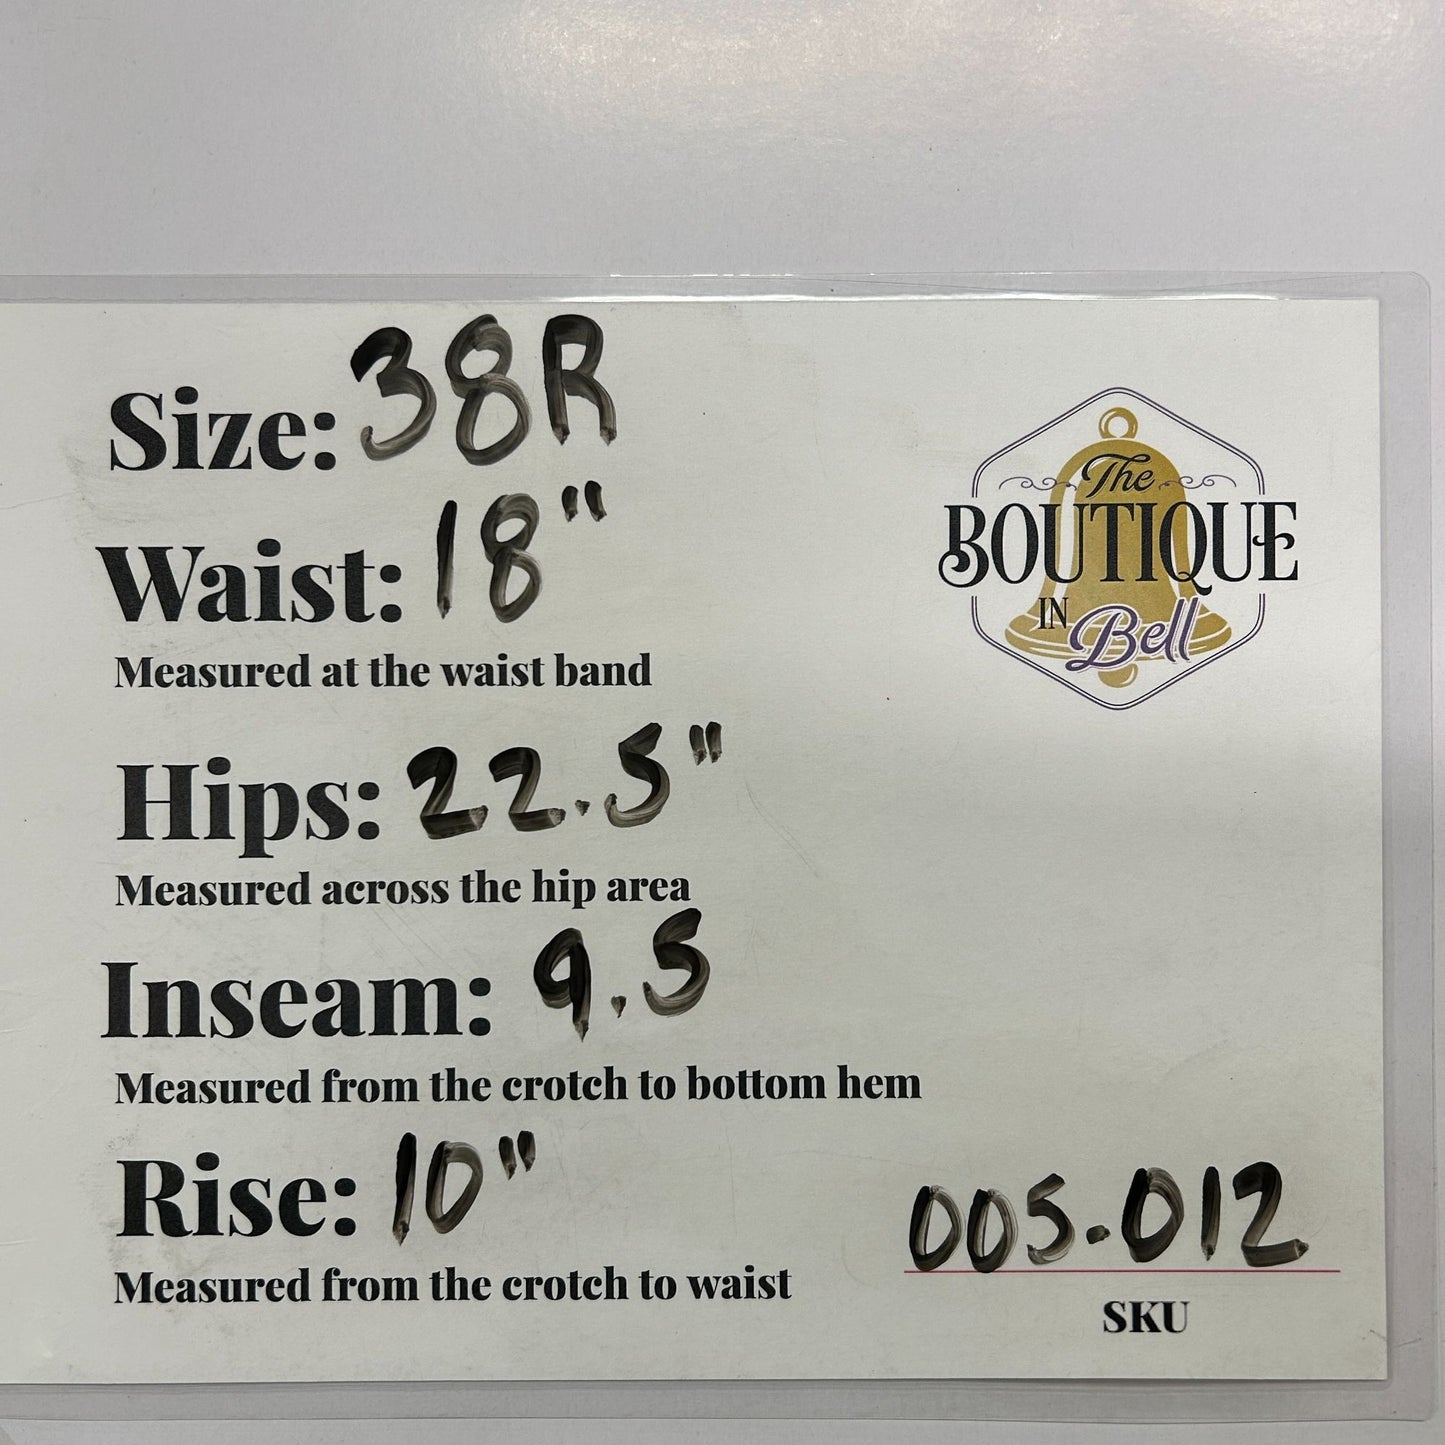 Size: 38R
Waist: 18"
Measured at the waist band
Hips: 22.5"
Measured across the hip area
Inseam: 9.5
Measured from the crotch to bottom hem
Rise: 10"
Measured from the crotch to waist
The
BOUTIQUE
IN Bell
005.012
SKU